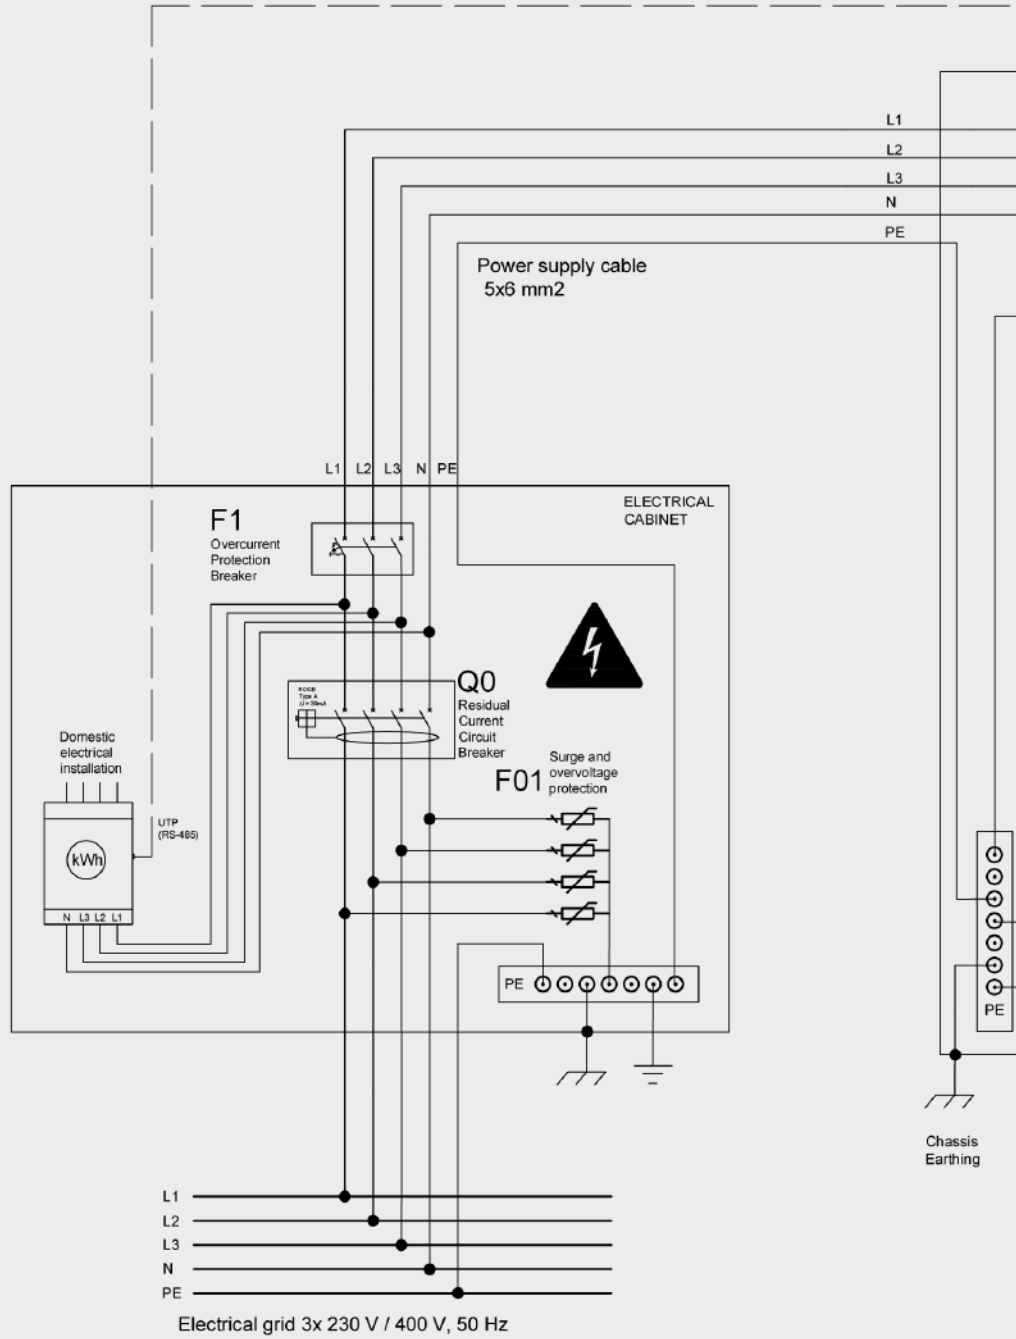 L1
L2
L3
N
PE
Power supply cable
5x6 mm2
L1 L2 L3 N PE
ELECTRICAL
CABINET
F1
Overcurrent
Protection
Breaker
Q0
Residual
Current
Circuit
Breaker
RCCB
Type A
Domestic
electrical
installation
UTP
(RS-485)
kWh
N L3 L2 L1
F01
Surge and
overvoltage
protection
PE
PE
Chassis
Earthing
L1
L2
L3
N
PE
Electrical grid 3x 230 V / 400 V, 50 Hz